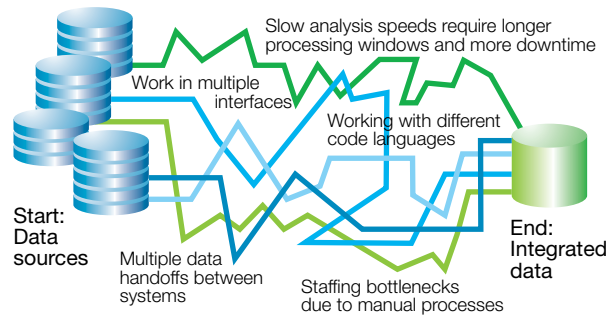 Slow analysis speeds require longer
processing windows and more downtime
Work in multiple
interfaces
Working with different
code languages
Start:
Data
sources
End:
Integrated
data
Multiple data
handoffs between
systems
Staffing bottlenecks
due to manual processes